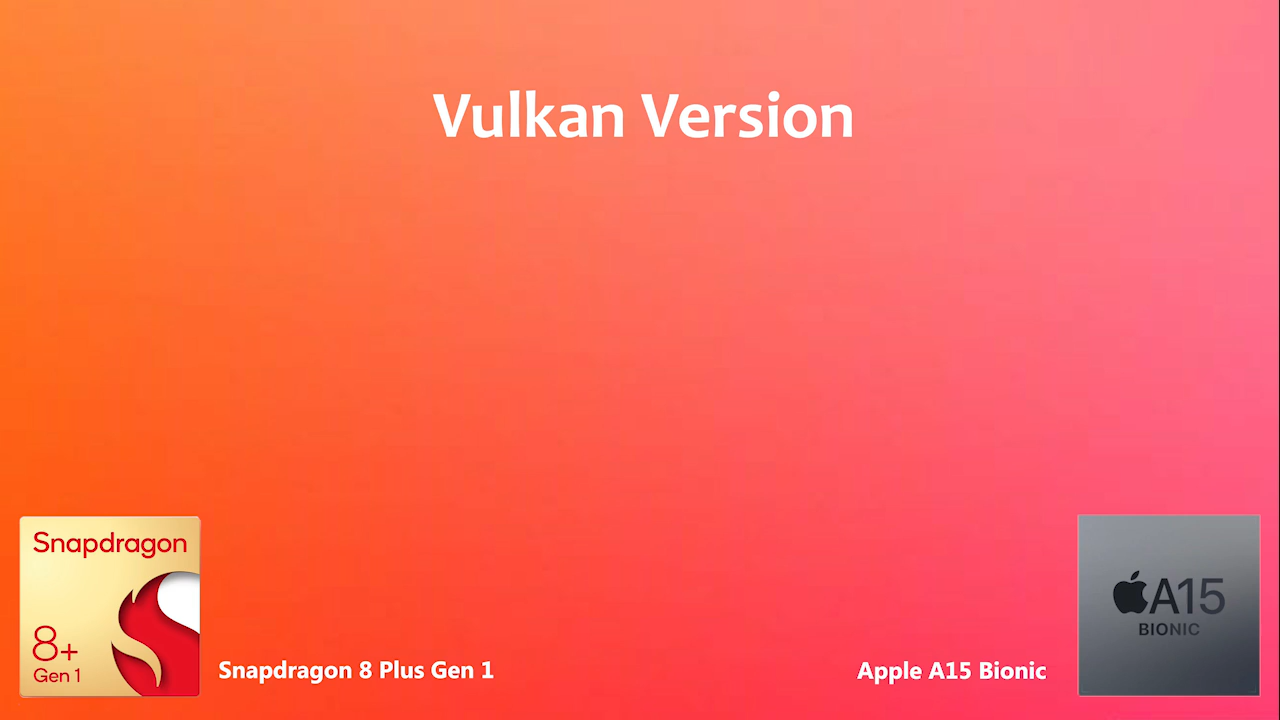 Vulkan Version
Snapdragon
8+
Gen 1
Snapdragon 8 Plus Gen 1
Apple A15 Bionic
A15
BIONIC